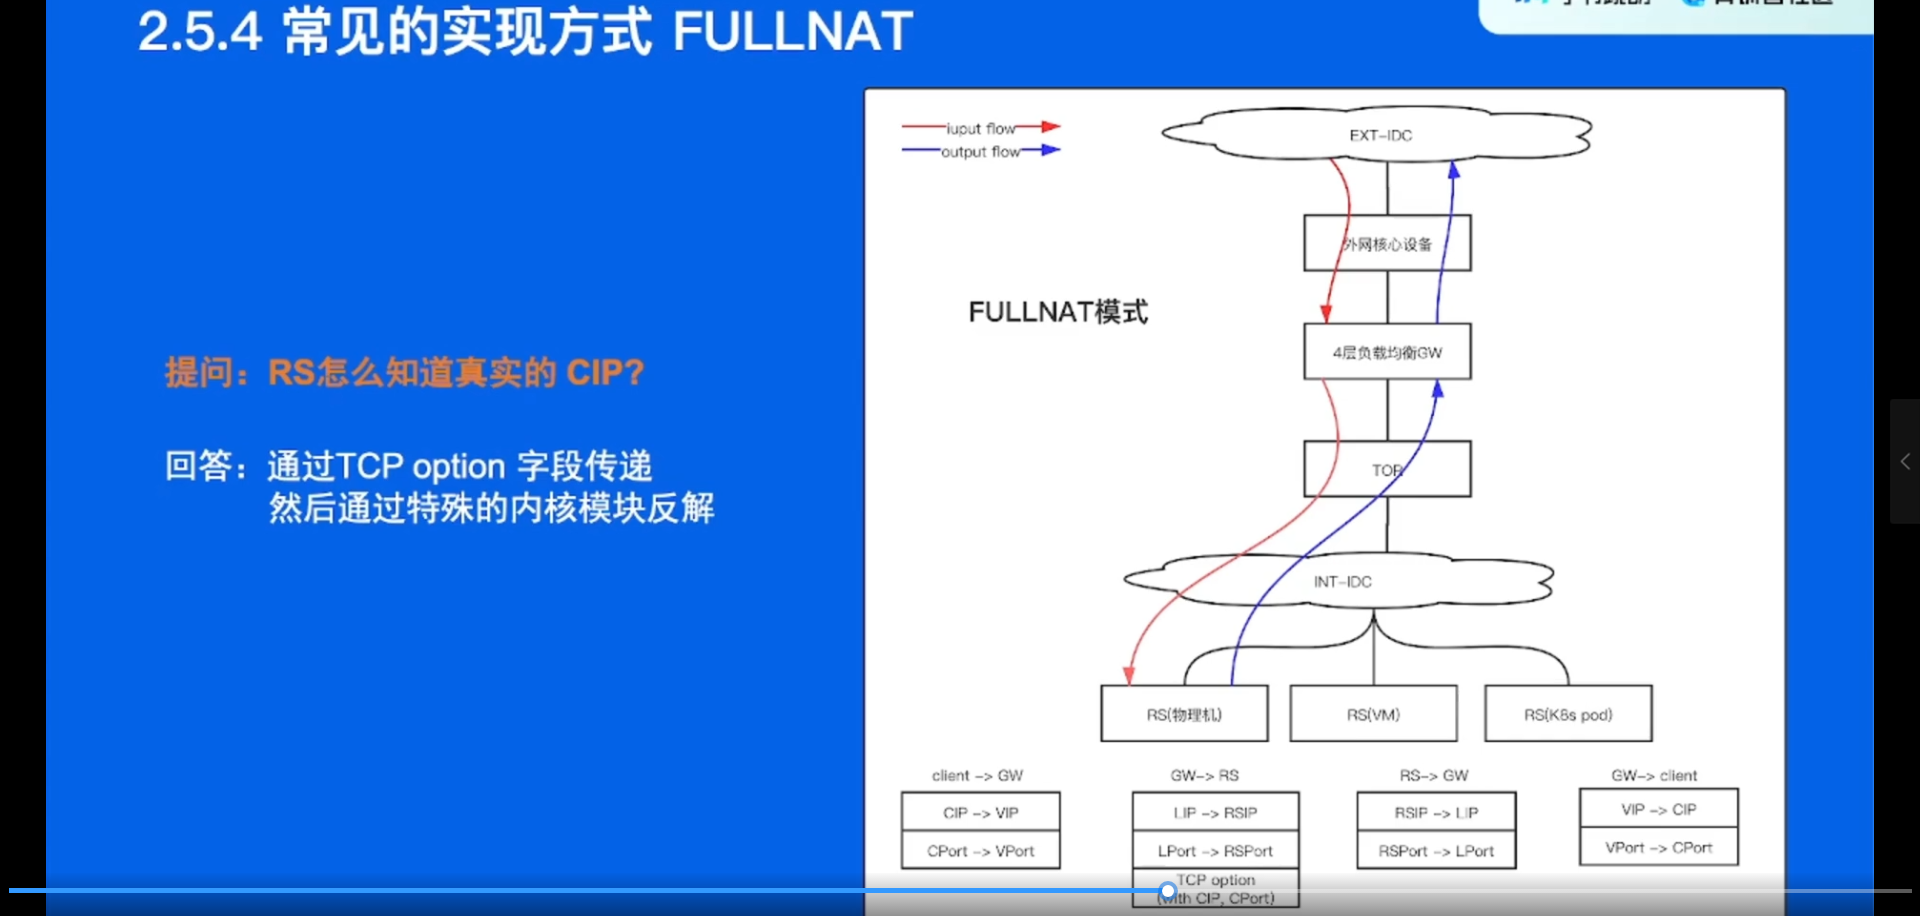 2.5.4 常见的实现方式 FULLNAT
提问：RS怎么知道真实的 CIP?
回答：通过TCP option 字段传递
然后通过特殊的内核模块反解
iuput flow
output flow
EXT-IDC
外网核心设备
FULLNAT模式
4层负载均衡GW
TOR
INT-IDC
RS(物理机)
RS(VM)
RS(K8s pod)
client -> GW
CIP -> VIP
CPort -> VPort
GW-> RS
LIP -> RSIP
LPort -> RSPort
TCP option
(with CIP, CPort)
RS-> GW
RSIP -> LIP
RSPort -> LPort
GW-> client
VIP -> CIP
VPort -> CPort